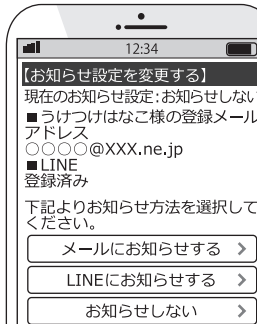 12:34
【お知らせ設定を変更する】
現在のお知らせ設定:お知らせしない
■うけつけはなこ様の登録メール
アドレス
○○○○@XXX.ne.jp
■LINE
登録済み
下記よりお知らせ方法を選択して
ください。
メールにお知らせする
LINEにお知らせする
お知らせしない